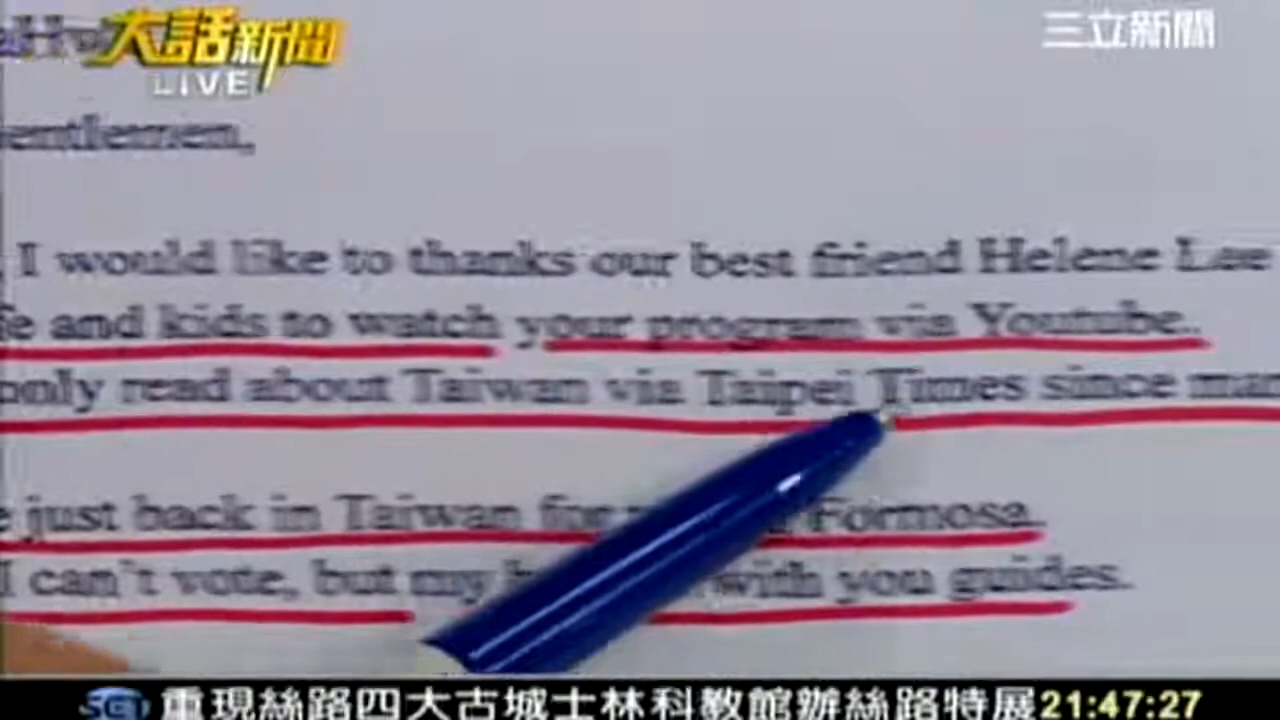 大話新聞
LIVE
三立新聞
entlemen,
I would like to thanks our best friend Helene Lee
fe and kids to watch your program via Youtube.
only read about Taiwan via Taipei Times since
e just back in Taiwan for Formosa.
I can't vote, but my with you guides.
SET 重現絲路四大古城士林科教館辦絲路特展 21:47:27